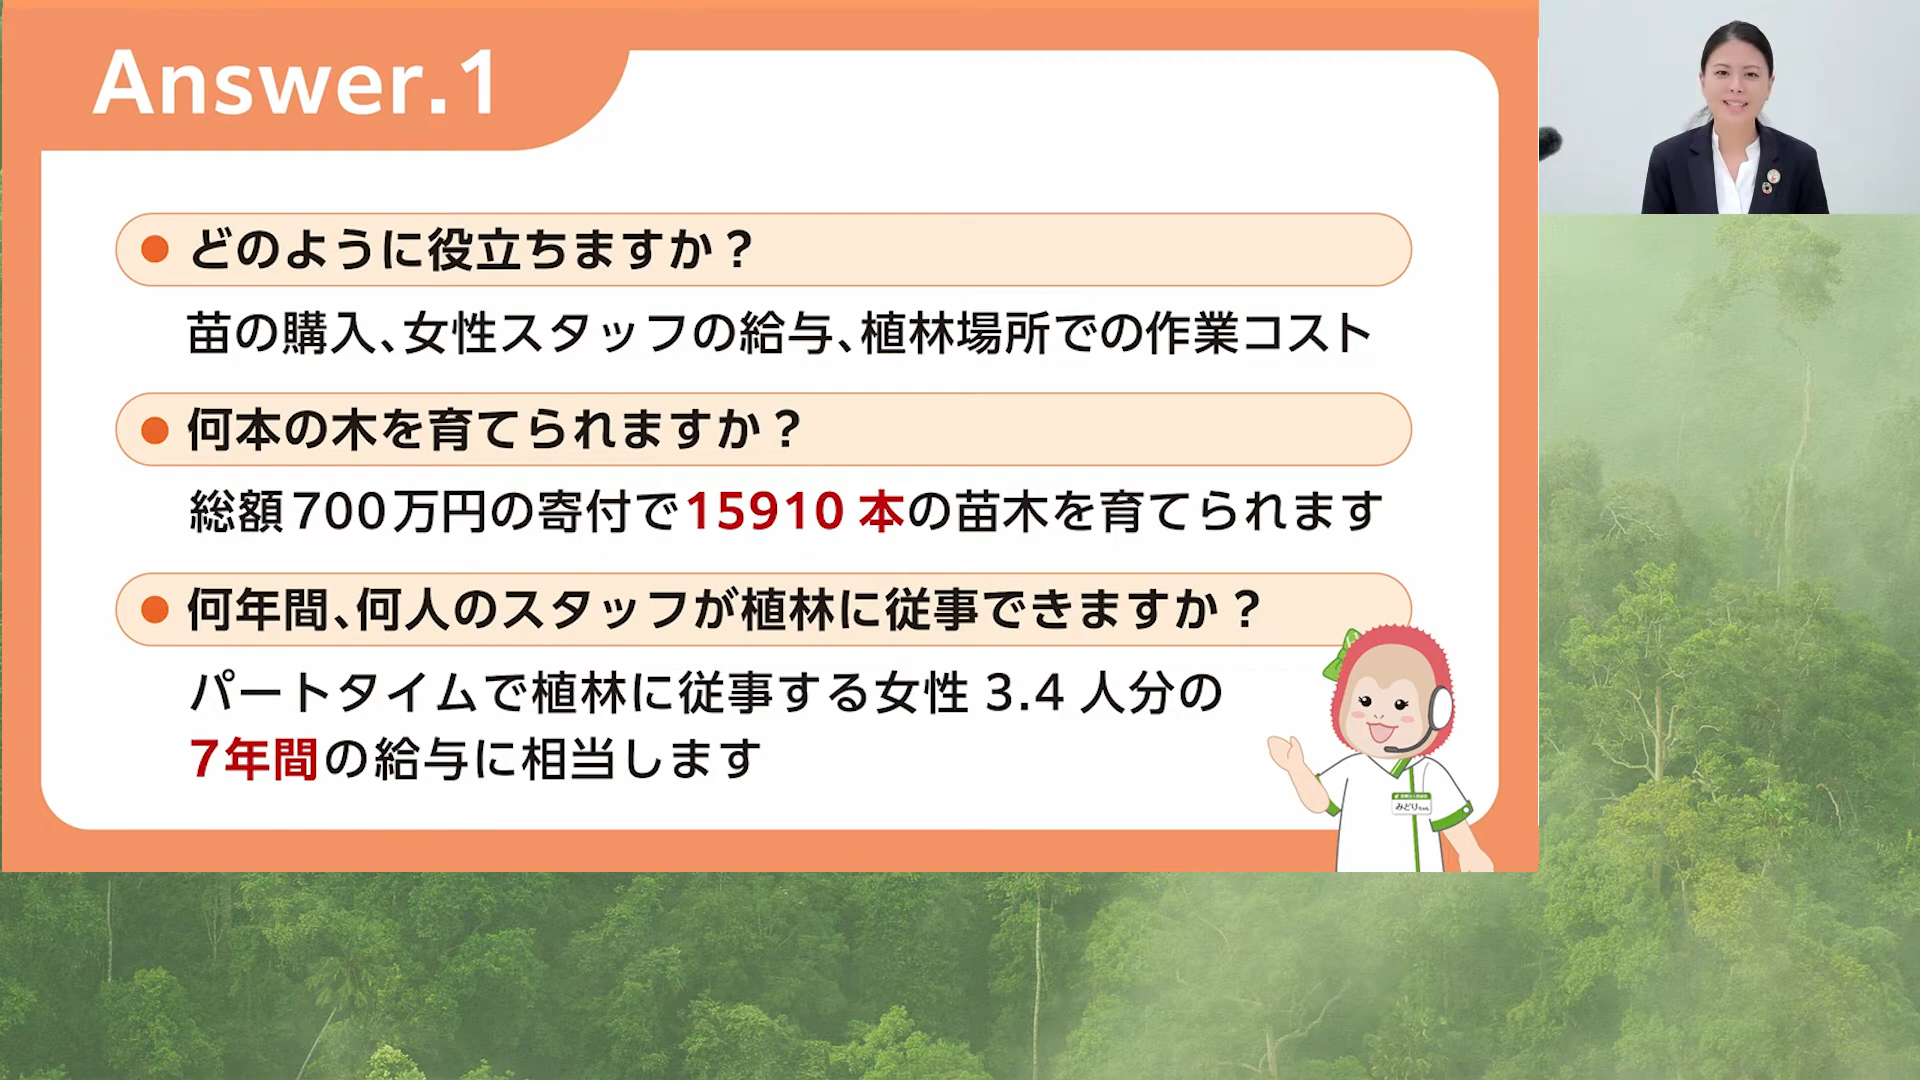 Answer.1
どのように役立ちますか？
苗の購入、女性スタッフの給与、植林場所での作業コスト
何本の木を育てられますか？
総額700万円の寄付で15910 本の苗木を育てられます
何年間、何人のスタッフが植林に従事できますか？
パートタイムで植林に従事する女性 3.4 人分の
7年間の給与に相当します
みどりちゃん